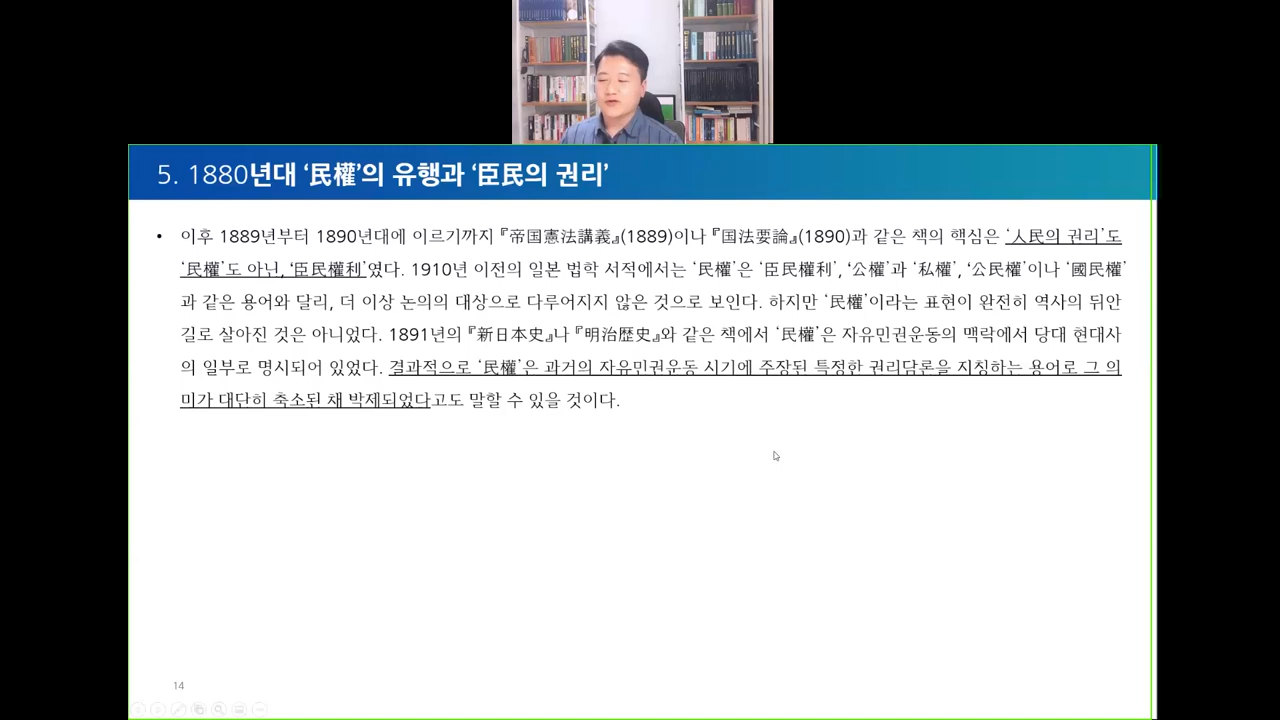 5. 1880년대 ‘民權’의 유행과 ‘臣民의 권리’
• 이후 1889년부터 1890년대에 이르기까지 『帝国憲法講義』(1889)이나 『国法要論』(1890)과 같은 책의 핵심은 ‘人民의 권리’도
‘民權’도 아닌, ‘臣民權利’였다. 1910년 이전의 일본 법학 서적에서는 ‘民權’은 ‘臣民權利’, ‘公權’과 ‘私權’, ‘公民權’이나 ‘國民權’
과 같은 용어와 달리, 더 이상 논의의 대상으로 다루어지지 않은 것으로 보인다. 하지만 ‘民權’이라는 표현이 완전히 역사의 뒤안
길로 살아진 것은 아니었다. 1891년의 『新日本史』나 『明治歴史』와 같은 책에서 ‘民權’은 자유민권운동의 맥락에서 당대 현대사
의 일부로 명시되어 있었다. 결과적으로 ‘民權’은 과거의 자유민권운동 시기에 주장된 특정한 권리담론을 지칭하는 용어로 그 의
미가 대단히 축소된 채 박제되었다고도 말할 수 있을 것이다.
14